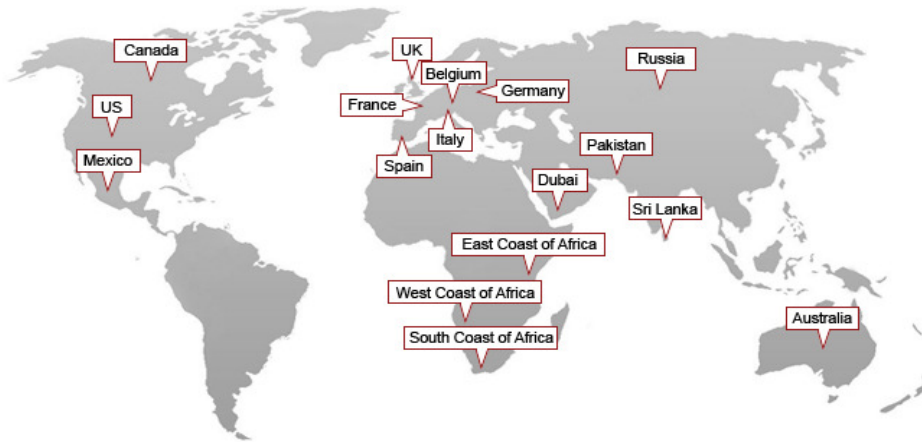 Canada
UK
Russia
Belgium
Germany
US
France
Italy
Pakistan
Mexico
Spain
Dubai
Sri Lanka
East Coast of Africa
West Coast of Africa
Australia
South Coast of Africa